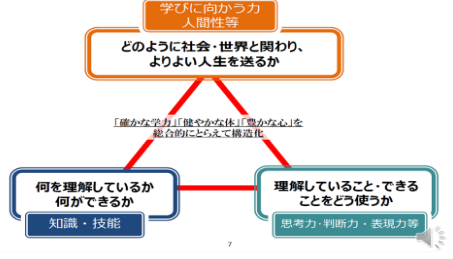 学びに向かう力
人間性等
どのように社会・世界と関わり、
よりよい人生を送るか
「確かな学力」「健やかな体」「豊かな心」を
総合的にとらえて構造化
何を理解しているか
何ができるか
知識・技能
理解していること・できる
ことをどう使うか
思考力・判断力・表現力等
7